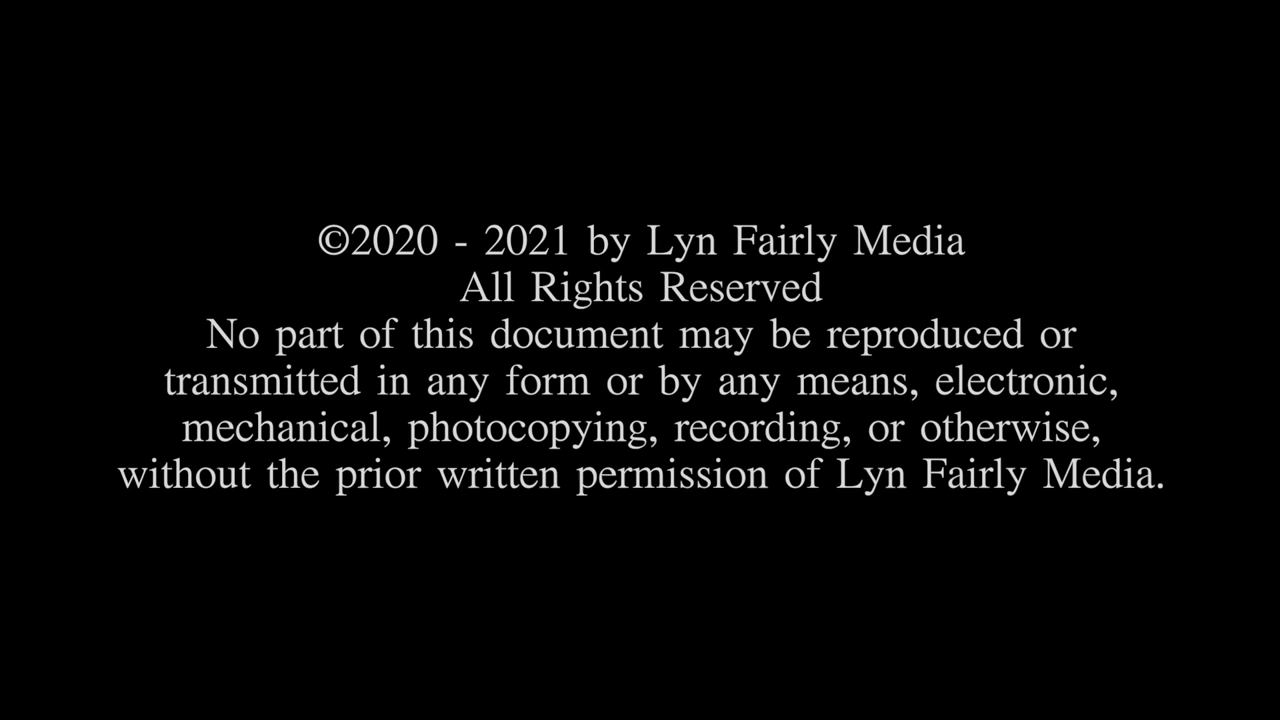 ©2020 - 2021 by Lyn Fairly Media
All Rights Reserved
No part of this document may be reproduced or
transmitted in any form or by any means, electronic,
mechanical, photocopying, recording, or otherwise,
without the prior written permission of Lyn Fairly Media.